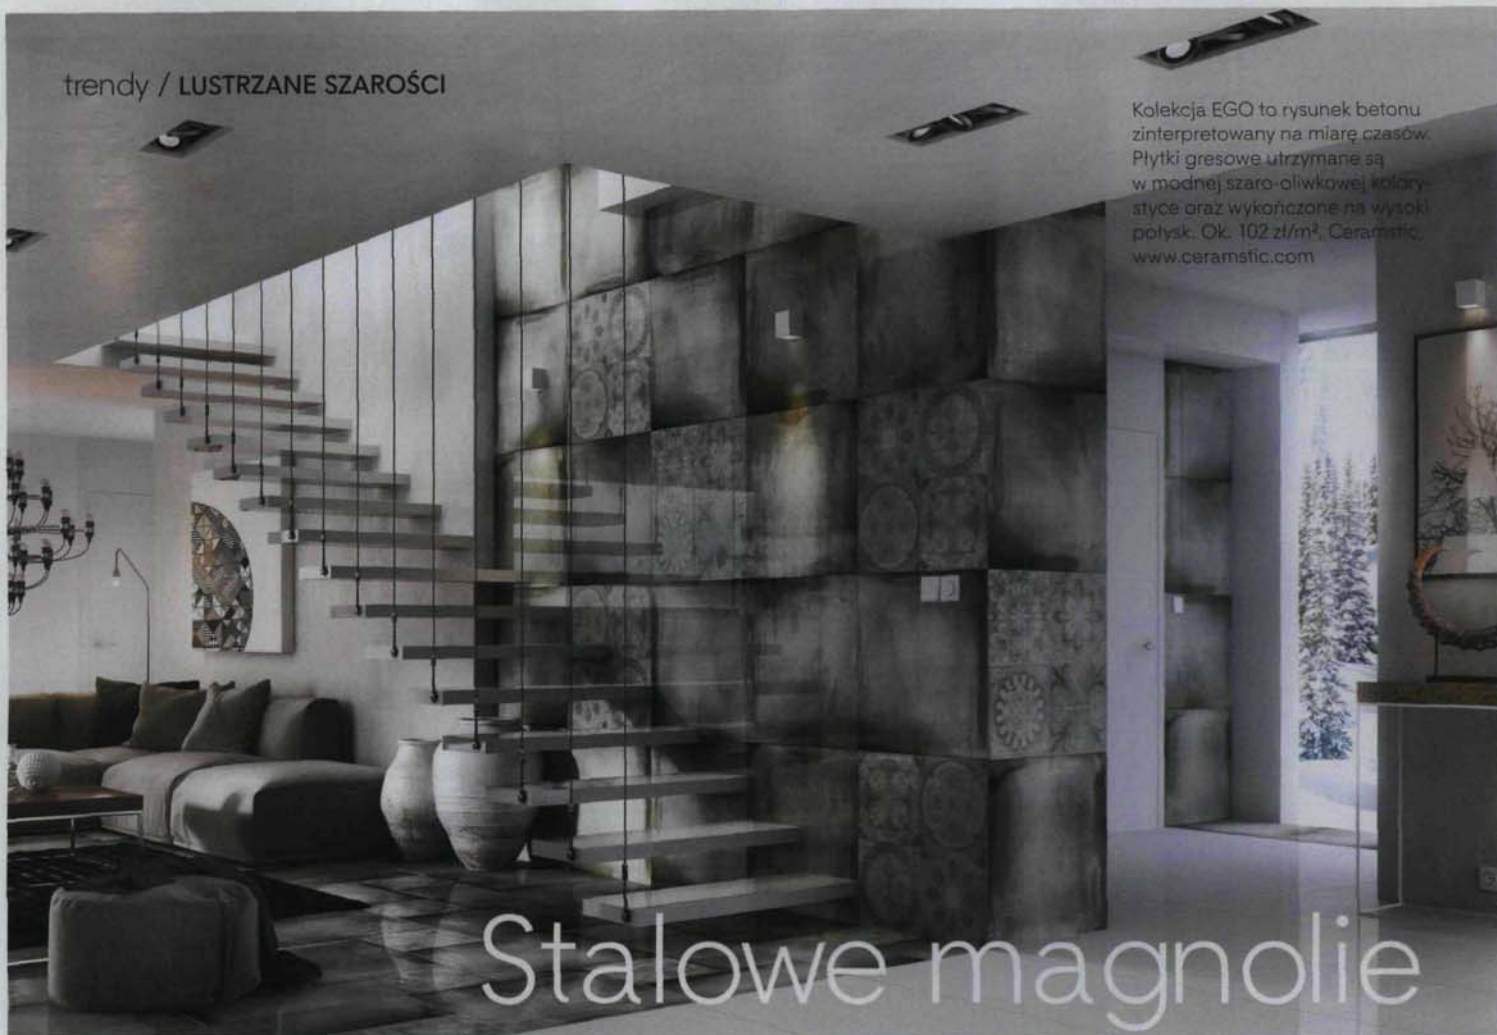 trendy / LUSTRZANE SZAROŚCI
Kolekcja EGO to rysunek betonu
zinterpretowany na miarę czasów.
Płytki gresowe utrzymane są
w modnej szaro-oliwkowej kolory-
styce oraz wykończone na wysoki
połysk. Ok. 102 zł/m², Ceramstic,
www.ceramstic.com
Stalowe magnolie